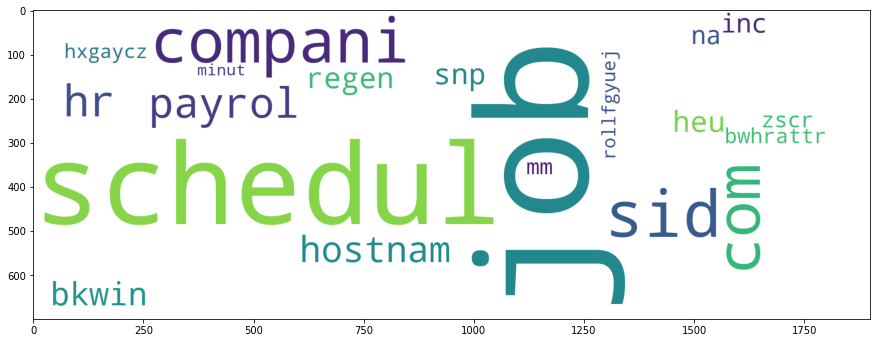 0
100
200
300
400
500
600
0 250 500 750 1000 1250 1500 1750
compani
inc
na
hxgaycz
minut
regen
snp
rollfgyuej
hr
payrol
job
heu
zscr
bwhrattr
mm
schedul
sid
com
hostnam
bkwin